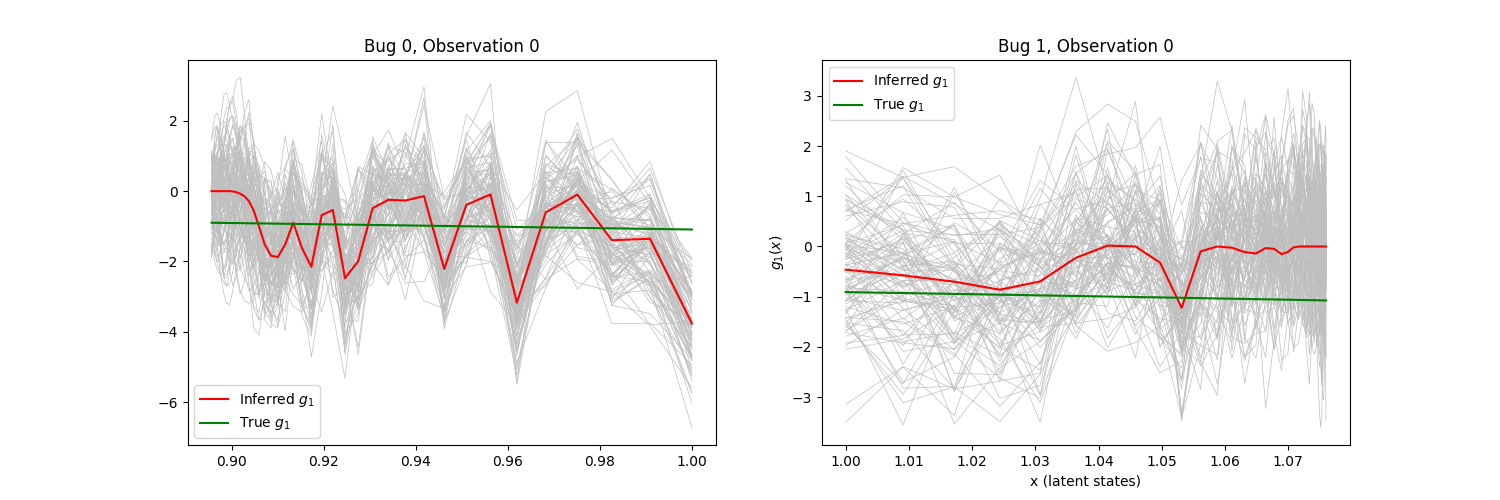 Bug 0, Observation 0
2
0
−2
−4
−6
Inferred g₁
True g₁
0.90 0.92 0.94 0.96 0.98 1.00
Bug 1, Observation 0
Inferred g₁
True g₁
3
2
1
0
−1
−2
−3
g₁(x)
1.00 1.01 1.02 1.03 1.04 1.05 1.06 1.07
x (latent states)